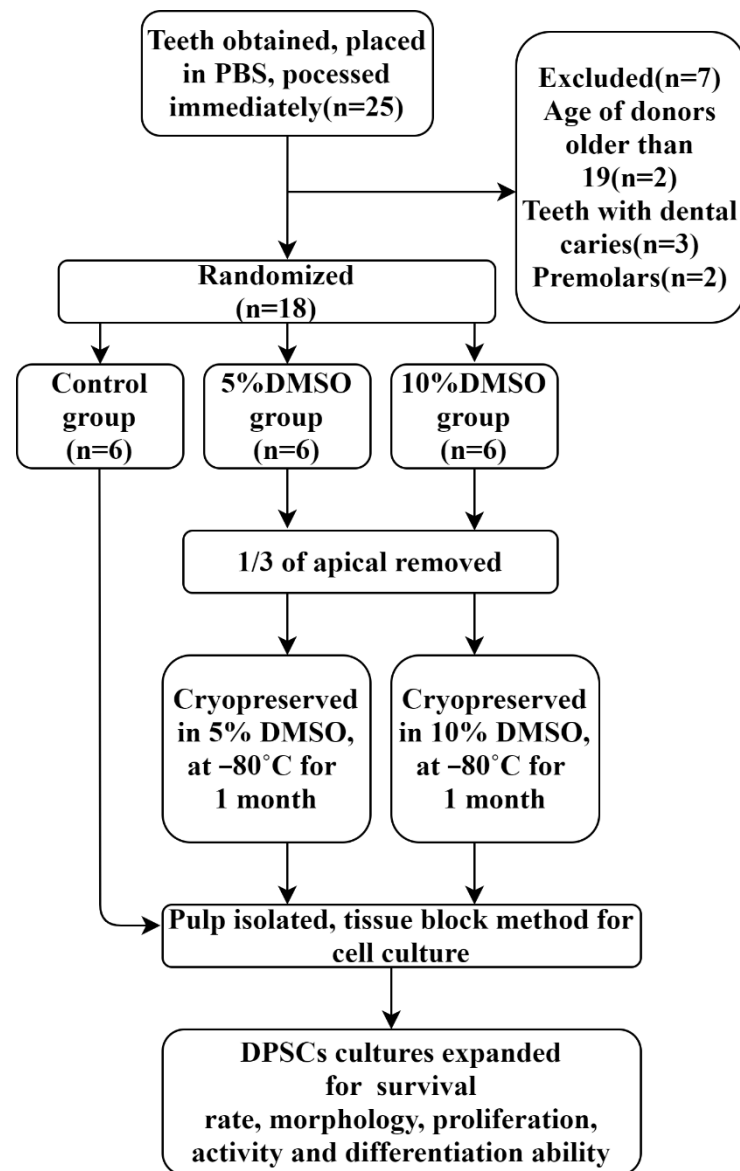 Teeth obtained, placed
in PBS, pocessed
immediately(n=25)
Excluded(n=7)
Age of donors
older than
19(n=2)
Teeth with dental
caries(n=3)
Premolars(n=2)
Randomized
(n=18)
Control
group
(n=6)
5%DMSO
group
(n=6)
10%DMSO
group
(n=6)
1/3 of apical removed
Cryopreserved
in 5% DMSO,
at −80°C for
1 month
Cryopreserved
in 10% DMSO,
at −80°C for
1 month
Pulp isolated, tissue block method for
cell culture
DPSCs cultures expanded
for survival
rate, morphology, proliferation,
activity and differentiation ability